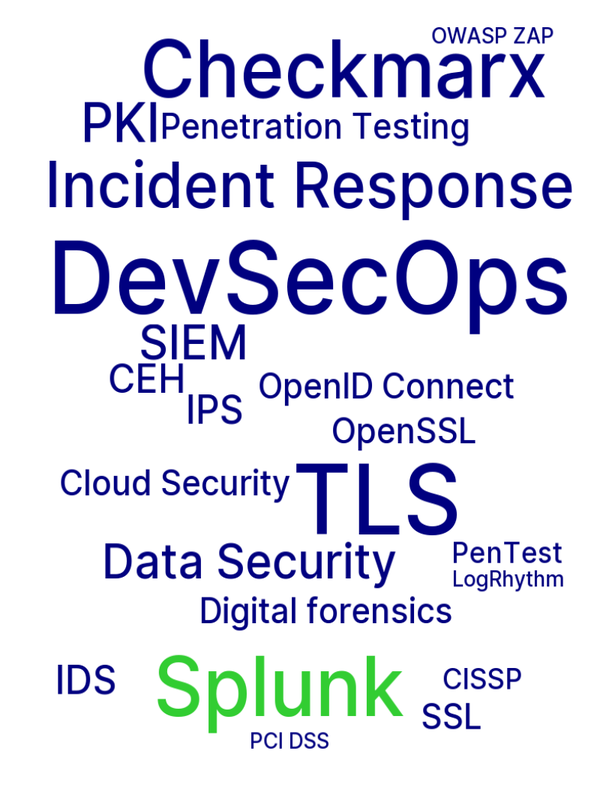 OWASP ZAP
Checkmarx
PKI
Penetration Testing
Incident Response
DevSecOps
SIEM
CEH
OpenID Connect
IPS
OpenSSL
Cloud Security
TLS
Data Security
PenTest
LogRhythm
Digital forensics
IDS
Splunk
CISSP
SSL
PCI DSS